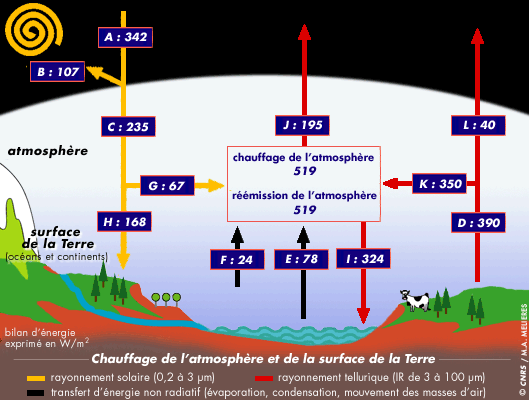 A : 342
B : 107
C : 235
J : 195
L : 40
atmosphère
chauffage de l'atmosphère
519
réémission de l'atmosphère
519
G : 67
K : 350
H : 168
D : 390
surface
de la Terre
(océans et continents)
F : 24
E : 78
I : 324
bilan d'énergie
exprimé en W/m²
Chauffage de l'atmosphère et de la surface de la Terre
rayonnement solaire (0,2 à 3 µm)
rayonnement tellurique (IR de 3 à 100 µm)
transfert d'énergie non radiatif (évaporation, condensation, mouvement des masses d'air)
© CNRS / M.A. MELIERES